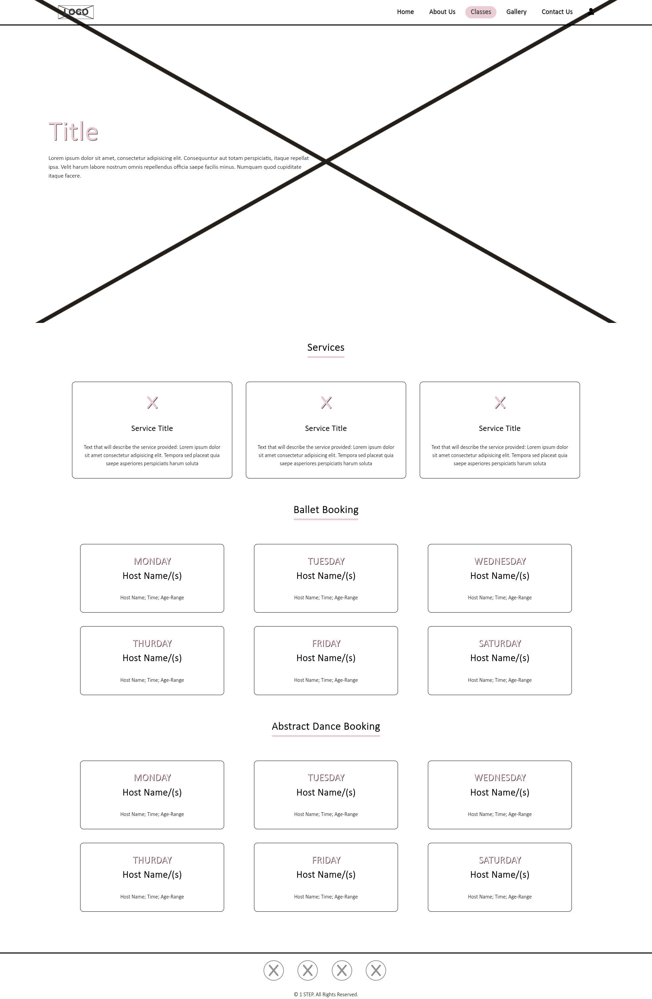 LOGO
Home About Us Classes Gallery Contact Us
Title
Lorem ipsum dolor sit amet, consectetur adipisicing elit. Consequuntur aut totam perspiciatis, itaque repellat
ipsa. Velit harum labore nostrum omnis repellendus officia saepe facilis minus. Numquam quod cupiditate
itaque facere.
Services
Service Title
Text that will describe the service provided: Lorem ipsum dolor
sit amet consectetur adipisicing elit. Tempora sed placeat quia
saepe asperiores perspiciatis harum soluta
Service Title
Text that will describe the service provided: Lorem ipsum dolor
sit amet consectetur adipisicing elit. Tempora sed placeat quia
saepe asperiores perspiciatis harum soluta
Service Title
Text that will describe the service provided: Lorem ipsum dolor
sit amet consectetur adipisicing elit. Tempora sed placeat quia
saepe asperiores perspiciatis harum soluta
Ballet Booking
MONDAY
Host Name/(s)
Host Name; Time; Age-Range
TUESDAY
Host Name/(s)
Host Name; Time; Age-Range
WEDNESDAY
Host Name/(s)
Host Name; Time; Age-Range
THURDAY
Host Name/(s)
Host Name; Time; Age-Range
FRIDAY
Host Name/(s)
Host Name; Time; Age-Range
SATURDAY
Host Name/(s)
Host Name; Time; Age-Range
Abstract Dance Booking
MONDAY
Host Name/(s)
Host Name; Time; Age-Range
TUESDAY
Host Name/(s)
Host Name; Time; Age-Range
WEDNESDAY
Host Name/(s)
Host Name; Time; Age-Range
THURDAY
Host Name/(s)
Host Name; Time; Age-Range
FRIDAY
Host Name/(s)
Host Name; Time; Age-Range
SATURDAY
Host Name/(s)
Host Name; Time; Age-Range
© 1 STEP. All Rights Reserved.